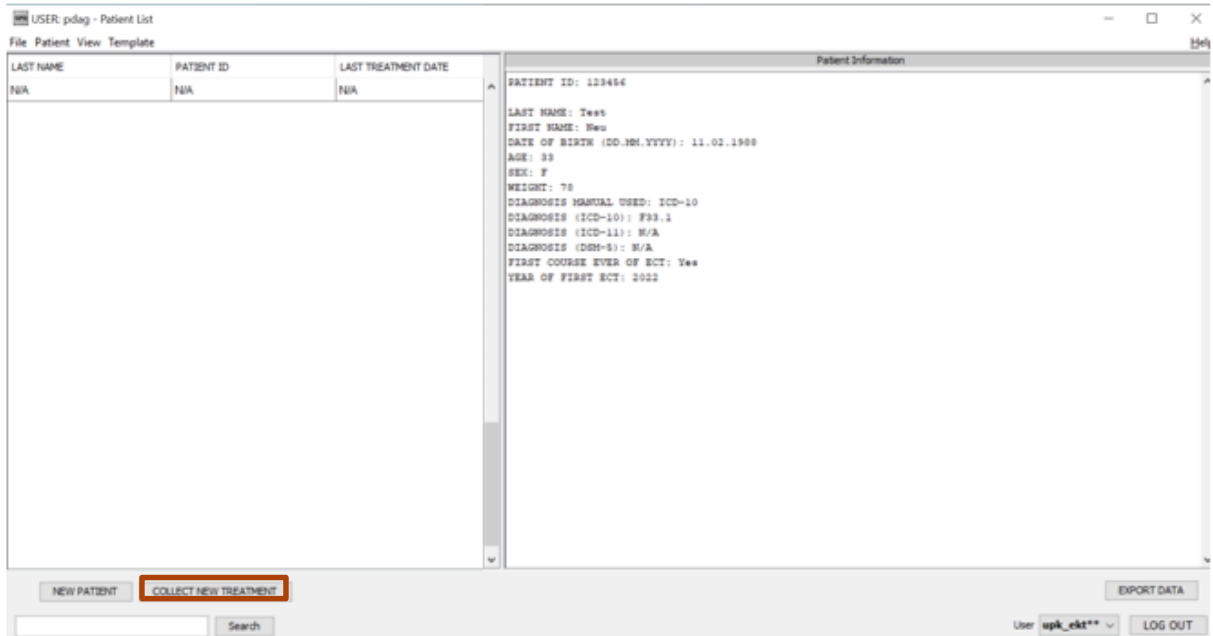 USER: pdag - Patient List
File Patient View Template
Help
LAST NAME PATIENT ID LAST TREATMENT DATE
N/A N/A N/A
Patient Information
PATIENT ID: 123456
LAST NAME: Test
FIRST NAME: Neu
DATE OF BIRTH (DD.MM.YYYY): 11.02.1988
AGE: 33
SEX: F
WEIGHT: 70
DIAGNOSIS MANUAL USED: ICD-10
DIAGNOSIS (ICD-10): F33.1
DIAGNOSIS (ICD-11): N/A
DIAGNOSIS (DSM-5): N/A
FIRST COURSE EVER OF ECT: Yes
YEAR OF FIRST ECT: 2022
NEW PATIENT COLLECT NEW TREATMENT EXPORT DATA
Search User upk_ekt** LOG OUT